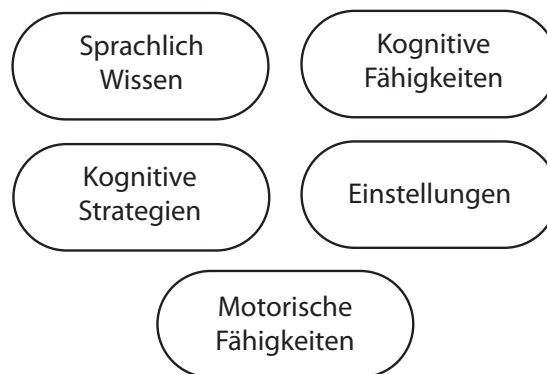 Sprachlich
Wissen
Kognitive
Fähigkeiten
Kognitive
Strategien
Einstellungen
Motorische
Fähigkeiten